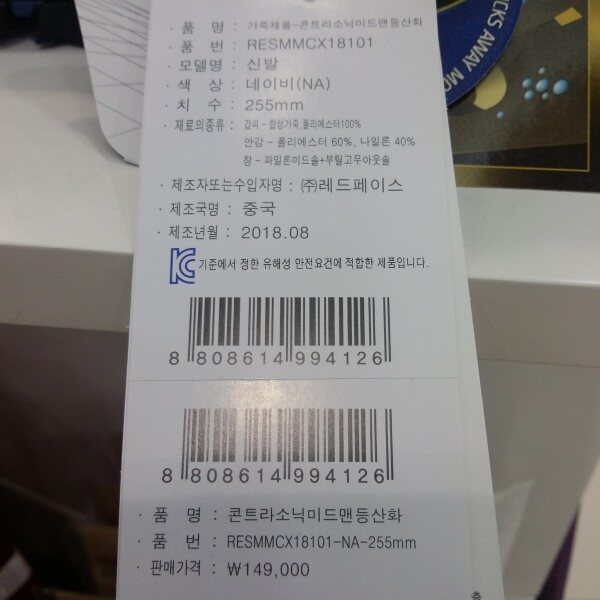 CKS AWAY MO
· 품 명 : 가죽제품-콘트라소닉미드맨등산화
· 품 번 : RESMMCX18101
· 모델명 : 신발
· 색 상 : 네이비(NA)
· 치 수 : 255mm
· 재료의종류 : 겉피 - 합성가죽,폴리에스터100%
안감 - 폴리에스터 60%, 나일론 40%
창 - 파일론미드솔+부틸고무아웃솔
· 제조자또는수입자명 : ㈜레드페이스
· 제조국명 : 중국
· 제조년월 : 2018.08
KC 기준에서 정한 유해성 안전요건에 적합한 제품입니다.
8 808614 994126
8 808614 994126
· 품 명 : 콘트라소닉미드맨등산화
· 품 번 : RESMMCX18101-NA-255mm
· 판매가격 : ₩149,000